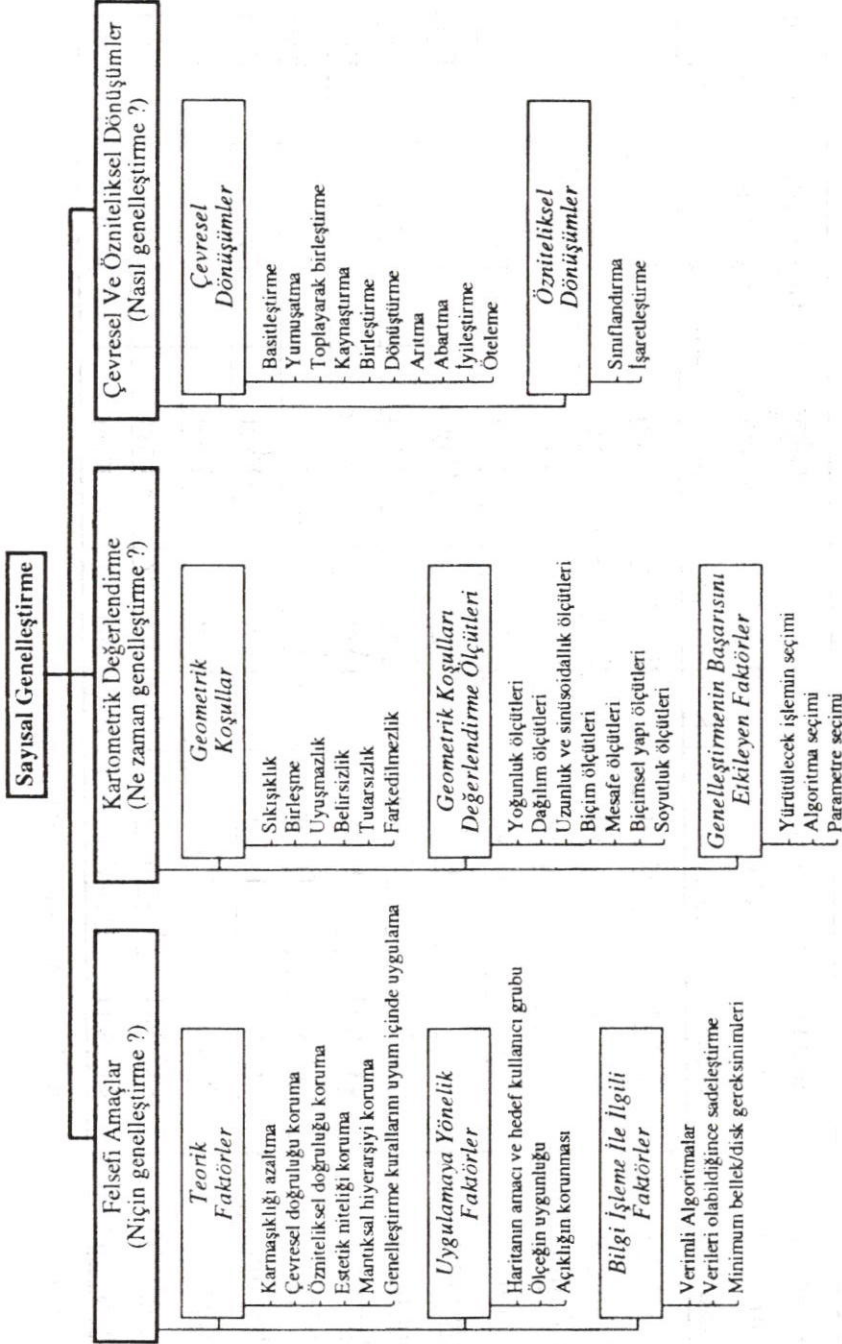 Sayısal Genelleştirme
Felsefi Amaçlar
(Niçin genelleştirme ?)
Teorik
Faktörler
Karmaşıklığı azaltma
Çevresel doğruluğu koruma
Özniteliksel doğruluğu koruma
Estetik niteliği koruma
Mantıksal hiyerarşiyi koruma
Genelleştirme kurallarını uyum içinde uygulama
Uygulamaya Yönelik
Faktörler
Haritanın amacı ve hedef kullanıcı grubu
Ölçeğin uygunluğu
Açıklığın korunması
Bilgi İşleme İle İlgili
Faktörler
Verimli Algoritmalar
Verileri olabildiğince sadeleştirme
Minimum bellek/disk gereksinimleri
Kartometrik Değerlendirme
(Ne zaman genelleştirme ?)
Geometrik
Koşullar
Sıkışıklık
Birleşme
Uyuşmazlık
Belirsizlik
Tutarsızlık
Farkedilmezlik
Geometrik Koşulları
Değerlendirme Ölçütleri
Yoğunluk ölçütleri
Dağılım ölçütleri
Uzunluk ve sinüsoidallık ölçütleri
Biçim ölçütleri
Mesafe ölçütleri
Biçimsel yapı ölçütleri
Soyutluk ölçütleri
Genelleştirmenin Başarısını
Etkileyen Faktörler
Yürütülecek işlemin seçimi
Algoritma seçimi
Parametre seçimi
Çevresel Ve Özniteliksel Dönüşümler
(Nasıl genelleştirme ?)
Çevresel
Dönüşümler
Basitleştirme
Yumuşatma
Toplayarak birleştirme
Kaynaştırma
Birleştirme
Dönüştürme
Arıtma
Abartma
İyileştirme
Öteleme
Özniteliksel
Dönüşümler
Sınıflandırma
İşaretleştirme